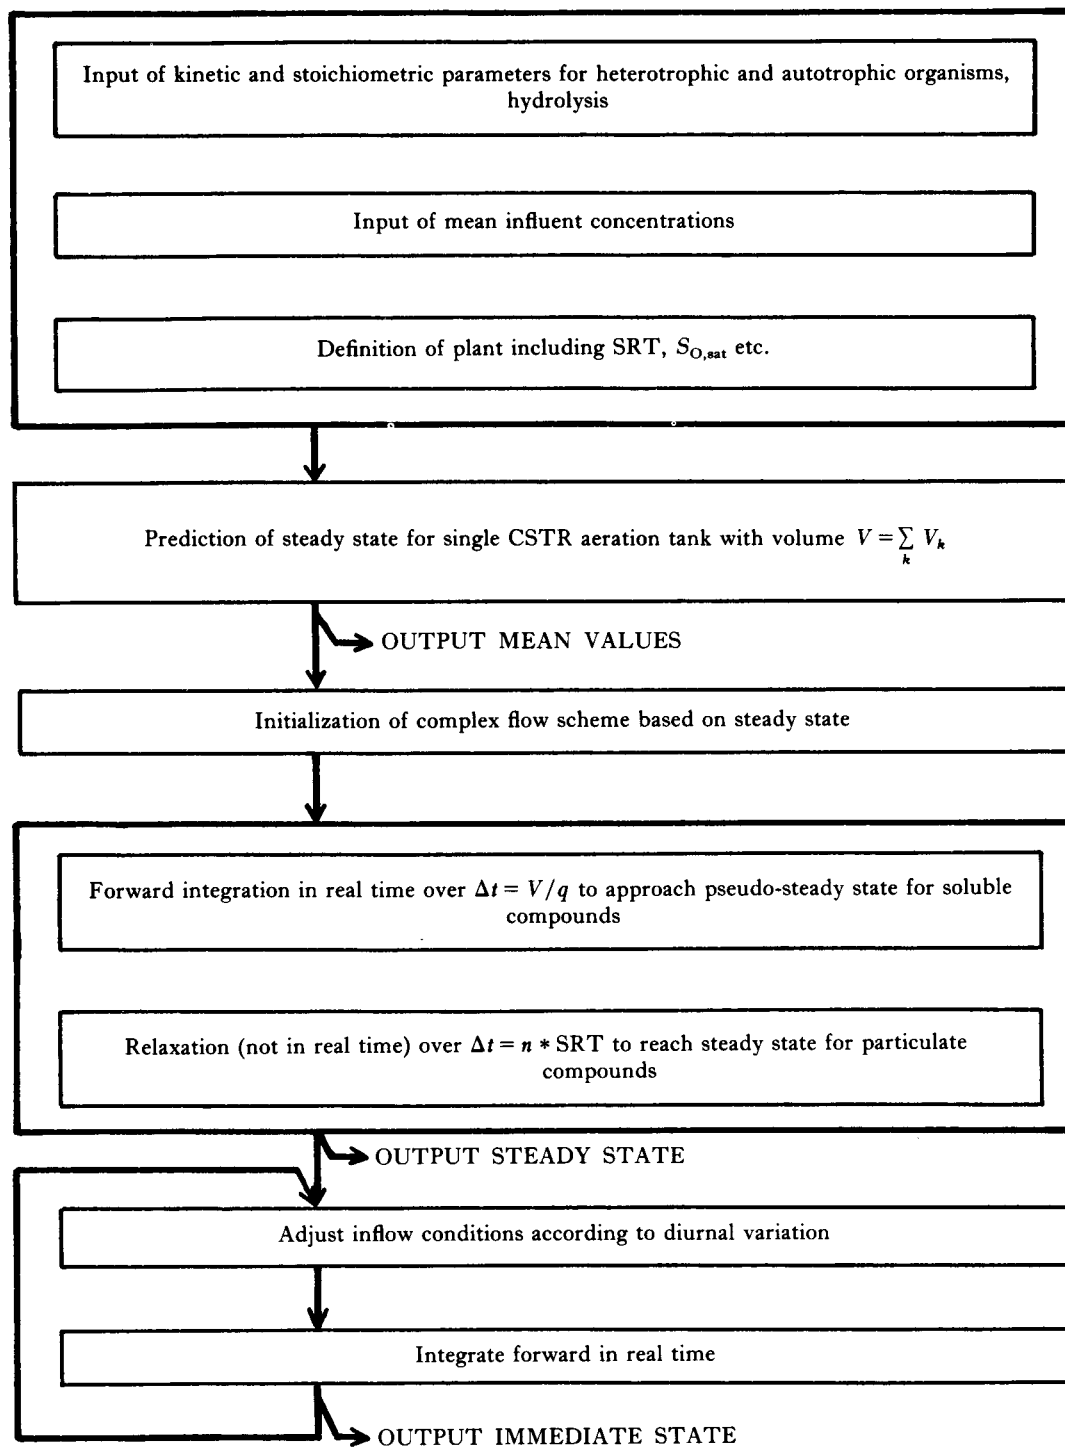 Input of kinetic and stoichiometric parameters for heterotrophic and autotrophic organisms,
hydrolysis
Input of mean influent concentrations
Definition of plant including SRT, S_{O,sat} etc.
Prediction of steady state for single CSTR aeration tank with volume V = ∑_k V_k
OUTPUT MEAN VALUES
Initialization of complex flow scheme based on steady state
Forward integration in real time over Δt = V/q to approach pseudo-steady state for soluble
compounds
Relaxation (not in real time) over Δt = n * SRT to reach steady state for particulate
compounds
OUTPUT STEADY STATE
Adjust inflow conditions according to diurnal variation
Integrate forward in real time
OUTPUT IMMEDIATE STATE